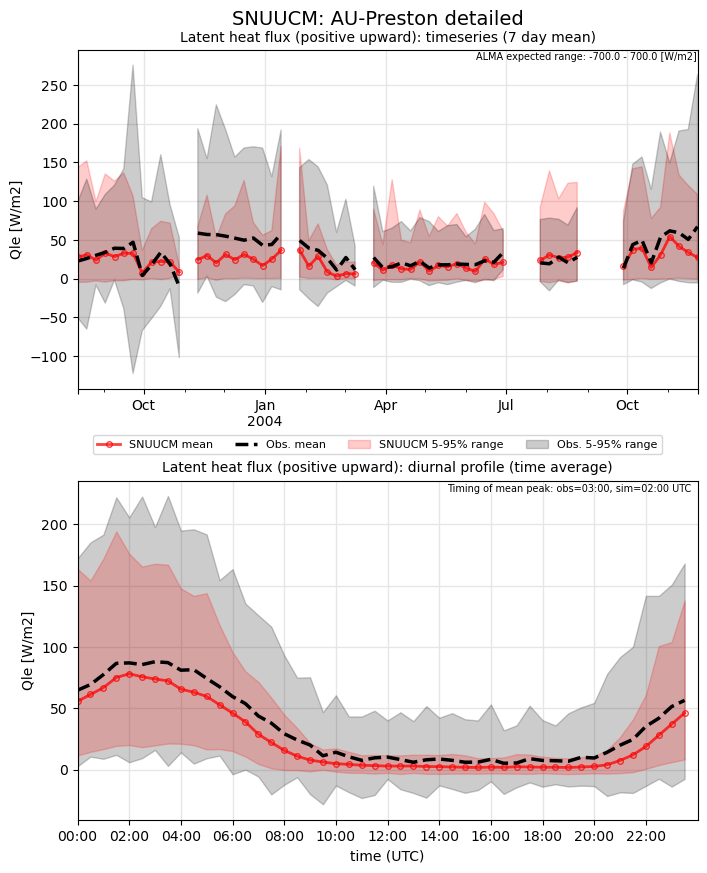 SNUUCM: AU-Preston detailed
Latent heat flux (positive upward): timeseries (7 day mean)
ALMA expected range: -700.0 - 700.0 [W/m2]
Qle [W/m2]
250
200
150
100
50
0
−50
−100
Oct
Jan
2004
Apr
Jul
Oct
SNUUCM mean
Obs. mean
SNUUCM 5-95% range
Obs. 5-95% range
Latent heat flux (positive upward): diurnal profile (time average)
Timing of mean peak: obs=03:00, sim=02:00 UTC
Qle [W/m2]
200
150
100
50
0
00:00
02:00
04:00
06:00
08:00
10:00
12:00
14:00
16:00
18:00
20:00
22:00
time (UTC)